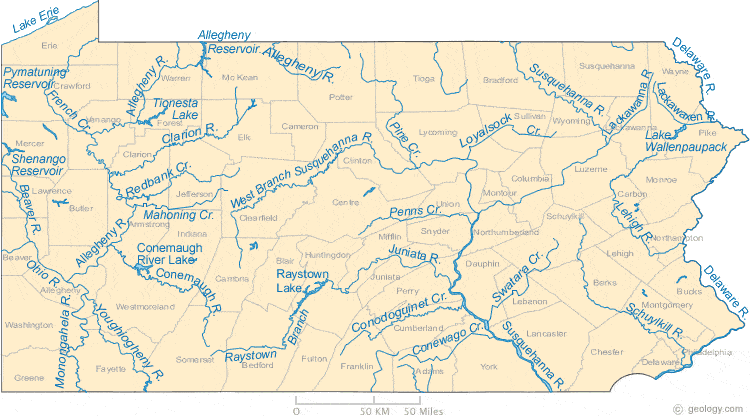 Lake Erie
Erie
Allegheny
Reservoir
Allegheny R.
Pymatuning
Reservoir
Crawford
Warren
Mc Kean
Potter
Tioga
Bradford
Susquehanna
Wayne
Delaware R.
French Cr.
Allegheny R.
Tionesta
Lake
Susquehanna R.
Lackawanna R.
Lackawaxen Cr.
Venango
Forest
Elk
Cameron
Clarion R.
Pine Cr.
Lycoming
Loyalsock
Cr.
Sullivan
Wyoming
Lackawanna
Pike
Lake
Wallenpaupack
Mercer
Shenango
Reservoir
Clarion
Redbank Cr.
Jefferson
West Branch Susquehanna R.
Clinton
Columbia
Luzerne
Monroe
Lawrence
Butler
Beaver R.
Mahoning Cr.
Armstrong
Clearfield
Centre
Union
Montour
Carbon
Penns Cr.
Snyder
Northumberland
Schuylkill
Lehigh R.
Northampton
Allegheny R.
Indiana
Conemaugh
River Lake
Conemaugh R.
Cambria
Blair
Huntingdon
Mifflin
Juniata R.
Juniata
Dauphin
Swatara Cr.
Lehigh
Beaver
Ohio R.
Allegheny
Raystown
Lake
Perry
Lebanon
Berks
Bucks
Delaware R.
Montgomery
Schuylkill R.
Washington
Monongahela R.
Youghiogheny R.
Westmoreland
Conodoguinet Cr.
Cumberland
Conewago Cr.
Susquehanna R.
Lancaster
Chester
Delaware
Philadelphia
Greene
Fayette
Somerset
Raystown
Branch
Bedford
Fulton
Franklin
Adams
York
0 50 KM 50 Miles
© geology.com